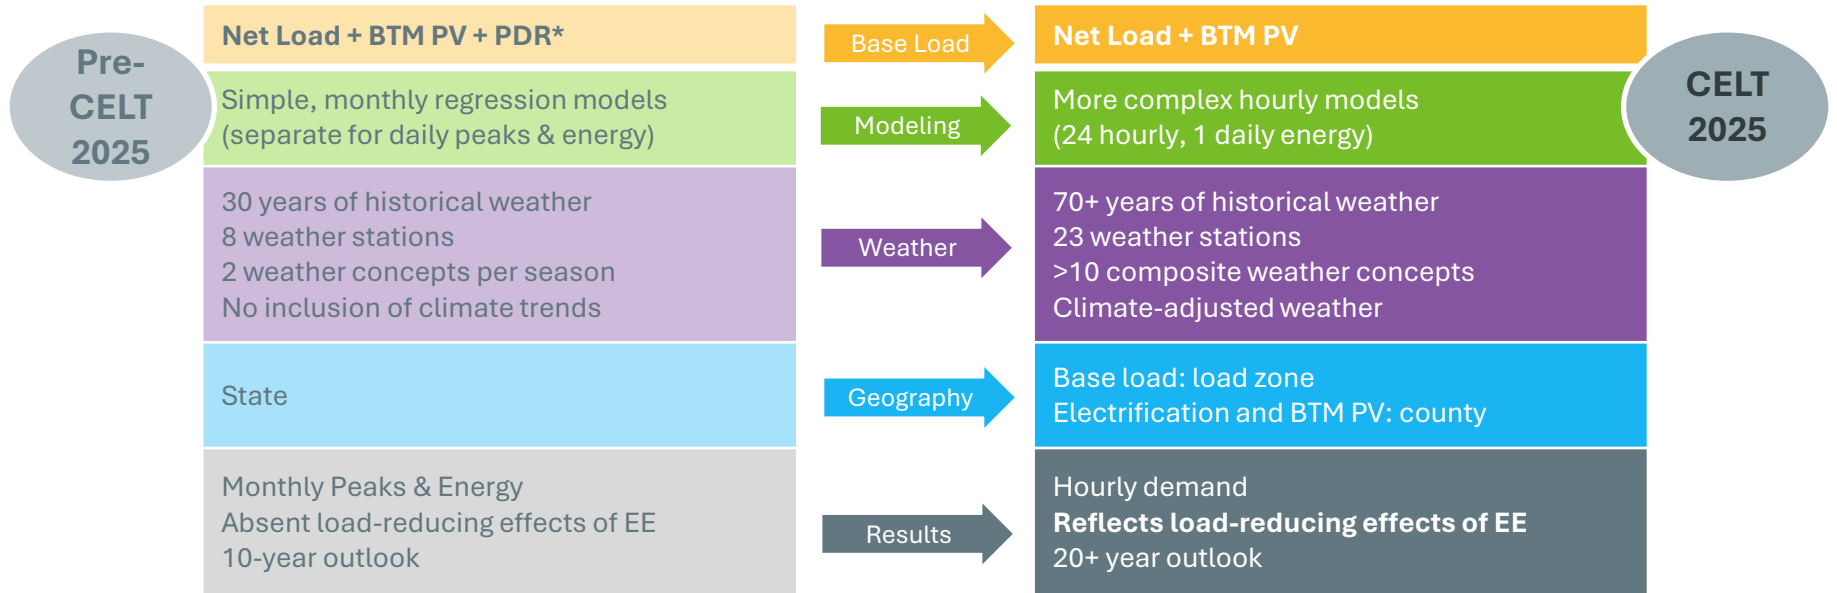 Pre-
CELT
2025
Net Load + BTM PV + PDR*
Base Load
Net Load + BTM PV
CELT
2025
Simple, monthly regression models
(separate for daily peaks & energy)
Modeling
More complex hourly models
(24 hourly, 1 daily energy)
30 years of historical weather
8 weather stations
2 weather concepts per season
No inclusion of climate trends
Weather
70+ years of historical weather
23 weather stations
>10 composite weather concepts
Climate-adjusted weather
State
Geography
Base load: load zone
Electrification and BTM PV: county
Monthly Peaks & Energy
Absent load-reducing effects of EE
10-year outlook
Results
Hourly demand
Reflects load-reducing effects of EE
20+ year outlook